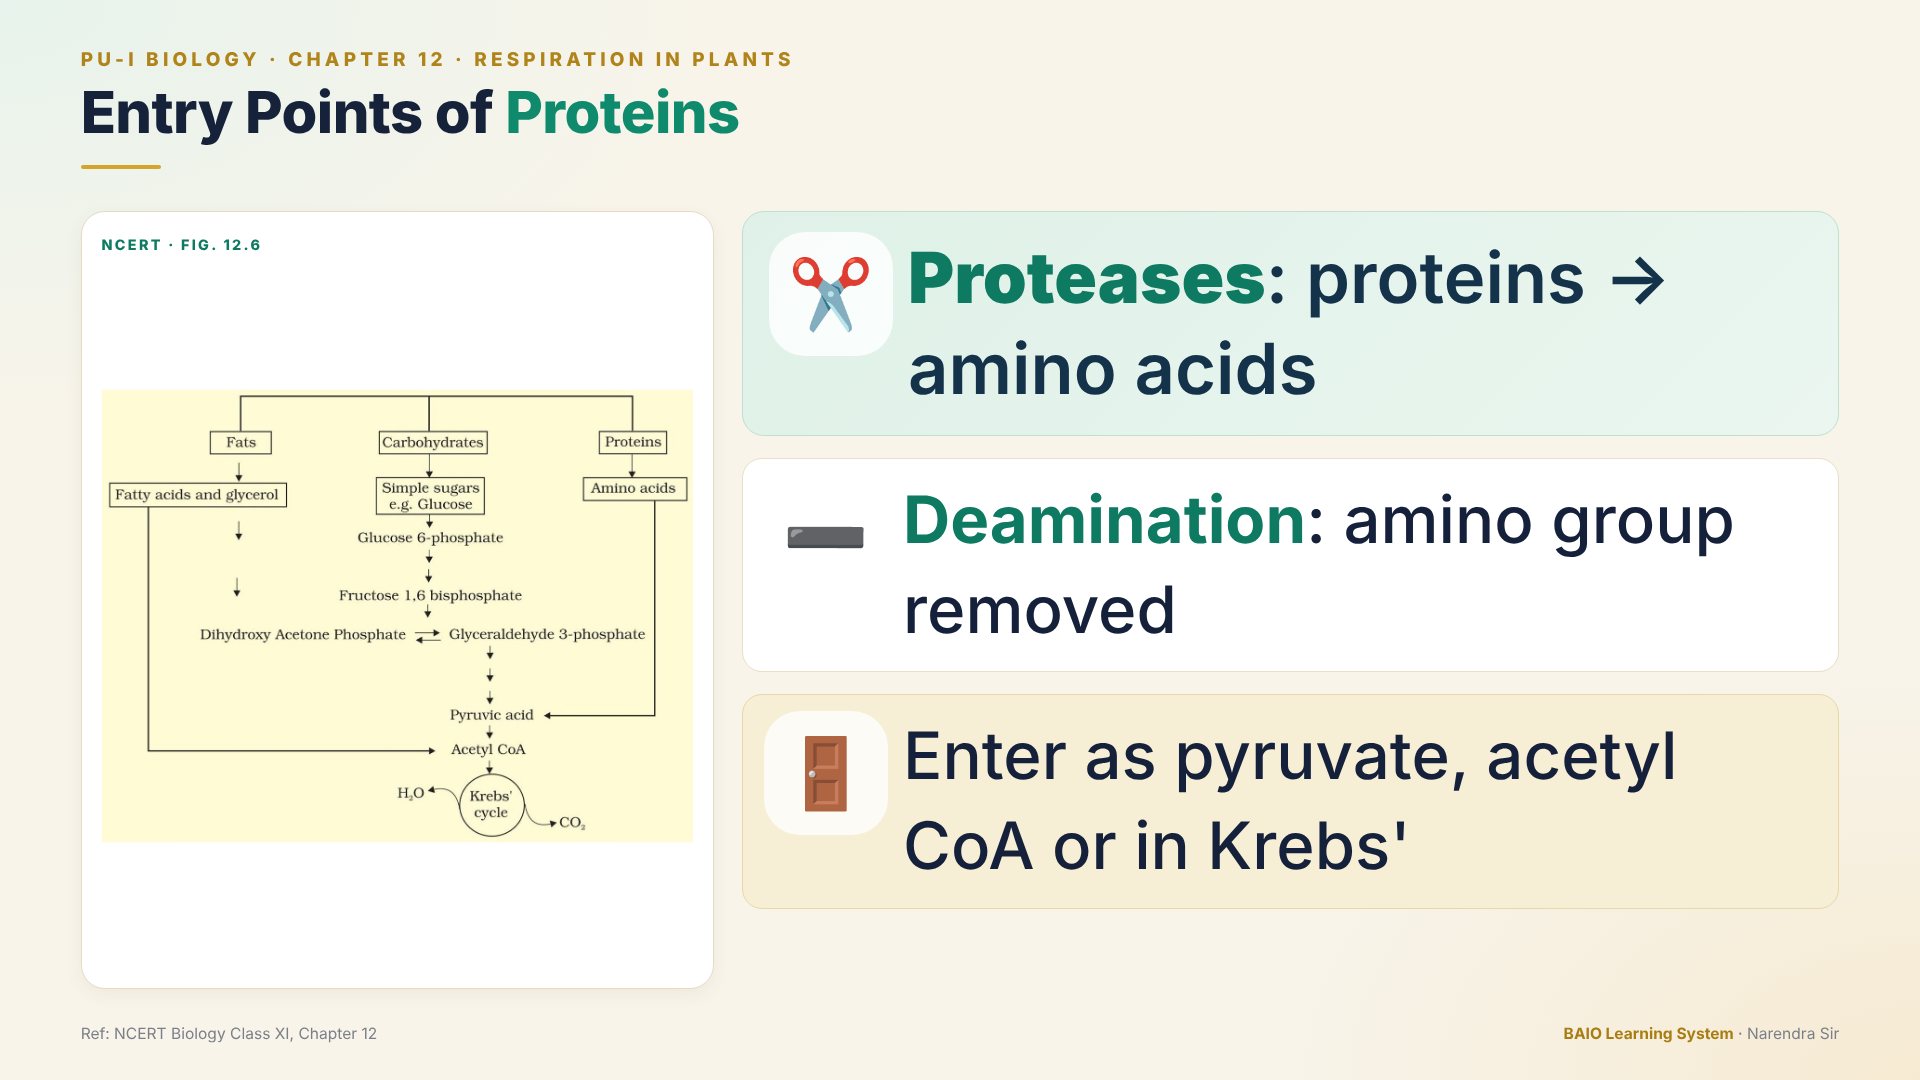 PU-I BIOLOGY · CHAPTER 12 · RESPIRATION IN PLANTS
Entry Points of Proteins
NCERT · FIG. 12.6
Fats
Carbohydrates
Proteins
Fatty acids and glycerol
Simple sugars
e.g. Glucose
Amino acids
Glucose 6-phosphate
Fructose 1,6 bisphosphate
Dihydroxy Acetone Phosphate
Glyceraldehyde 3-phosphate
Pyruvic acid
Acetyl CoA
H₂O
Krebs'
cycle
CO₂
Proteases: proteins →
amino acids
Deamination: amino group
removed
Enter as pyruvate, acetyl
CoA or in Krebs'
Ref: NCERT Biology Class XI, Chapter 12
BAIO Learning System · Narendra Sir